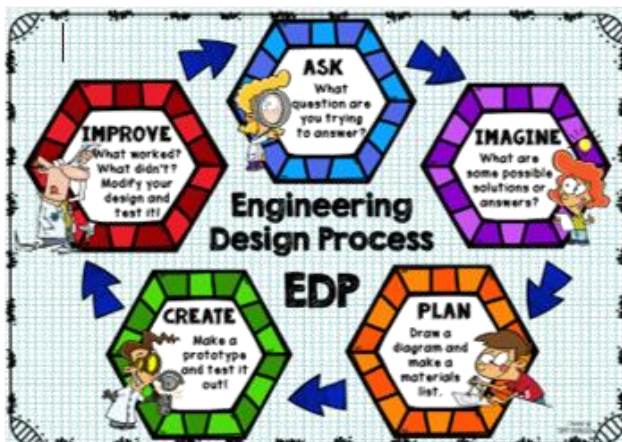 ASK
What
question are
you trying
to answer?
IMAGINE
What are
some possible
solutions or
answers?
PLAN
Draw a
diagram and
make a
materials
list.
CREATE
Make a
prototype
and test it
out!
IMPROVE
What worked?
What didn't?
Modify your
design and
test it!
Engineering
Design Process
EDP